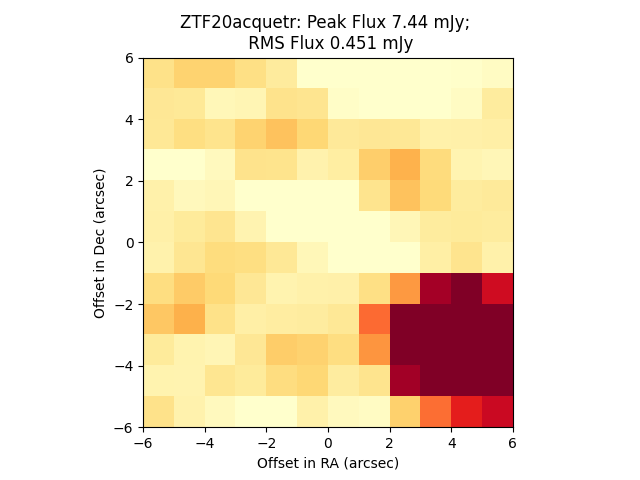 ZTF20acquetr: Peak Flux 7.44 mJy;
RMS Flux 0.451 mJy
6
4
2
0
−2
−4
−6
Offset in Dec (arcsec)
−6 −4 −2 0 2 4 6
Offset in RA (arcsec)